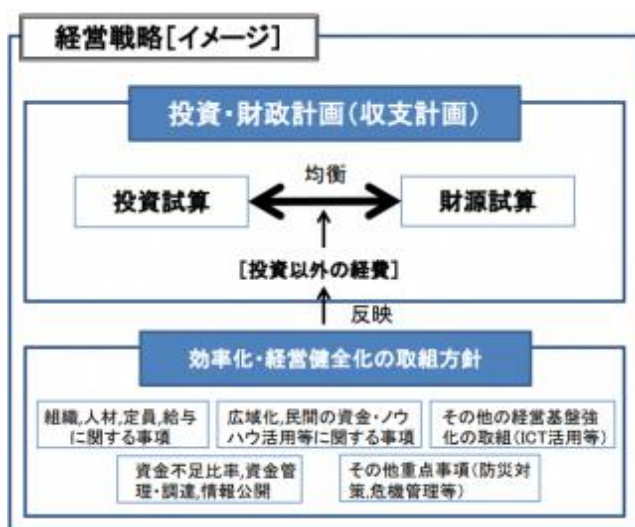 経営戦略[イメージ]
投資・財政計画(収支計画)
均衡
投資試算
財源試算
[投資以外の経費]
反映
効率化・経営健全化の取組方針
組織,人材,定員,給与
に関する事項
広域化,民間の資金・ノウ
ハウ活用等に関する事項
その他の経営基盤強
化の取組(ICT活用等)
資金不足比率,資金管
理・調達,情報公開
その他重点事項(防災対
策,危機管理等)